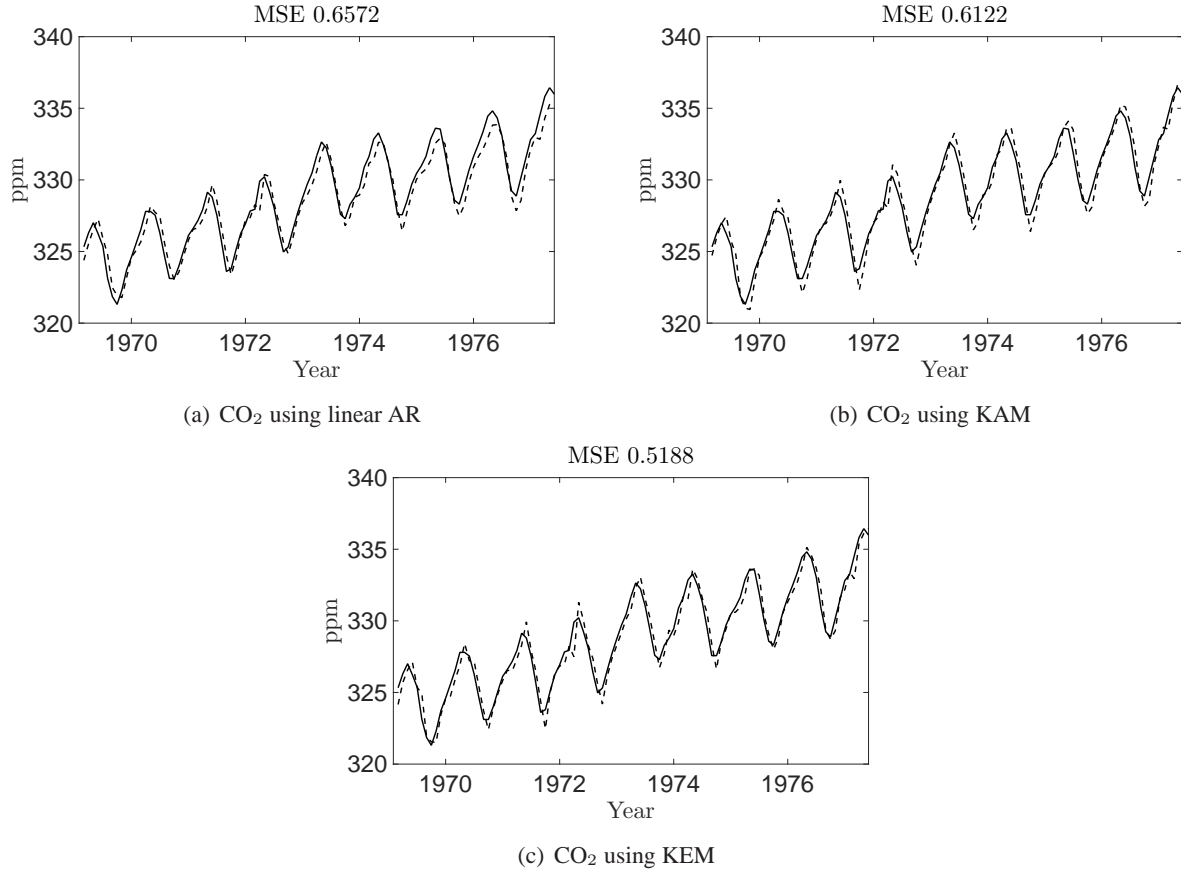 MSE 0.6572
340
335
330
325
320
ppm
1970 1972 1974 1976
Year
(a) CO₂ using linear AR
MSE 0.6122
340
335
330
325
320
ppm
1970 1972 1974 1976
Year
(b) CO₂ using KAM
MSE 0.5188
340
335
330
325
320
ppm
1970 1972 1974 1976
Year
(c) CO₂ using KEM